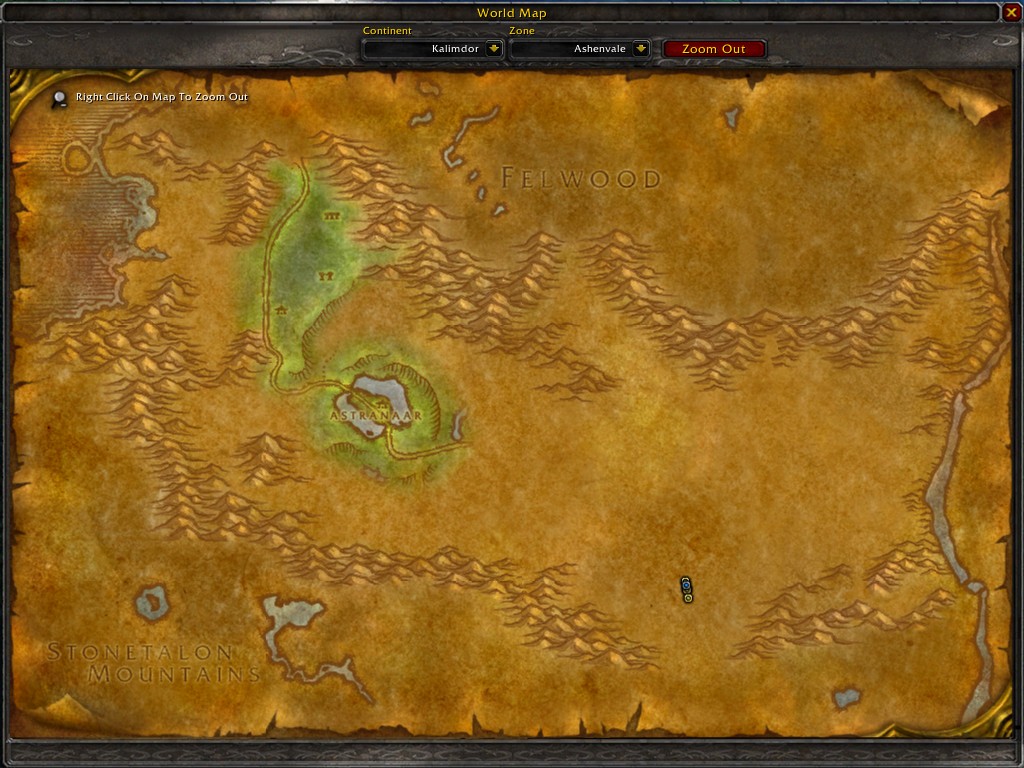 World Map
Continent
Zone
Kalimdor
Ashenvale
Zoom Out
Right Click On Map To Zoom Out
FELWOOD
ASTRANAAR
STONETALON
MOUNTAINS